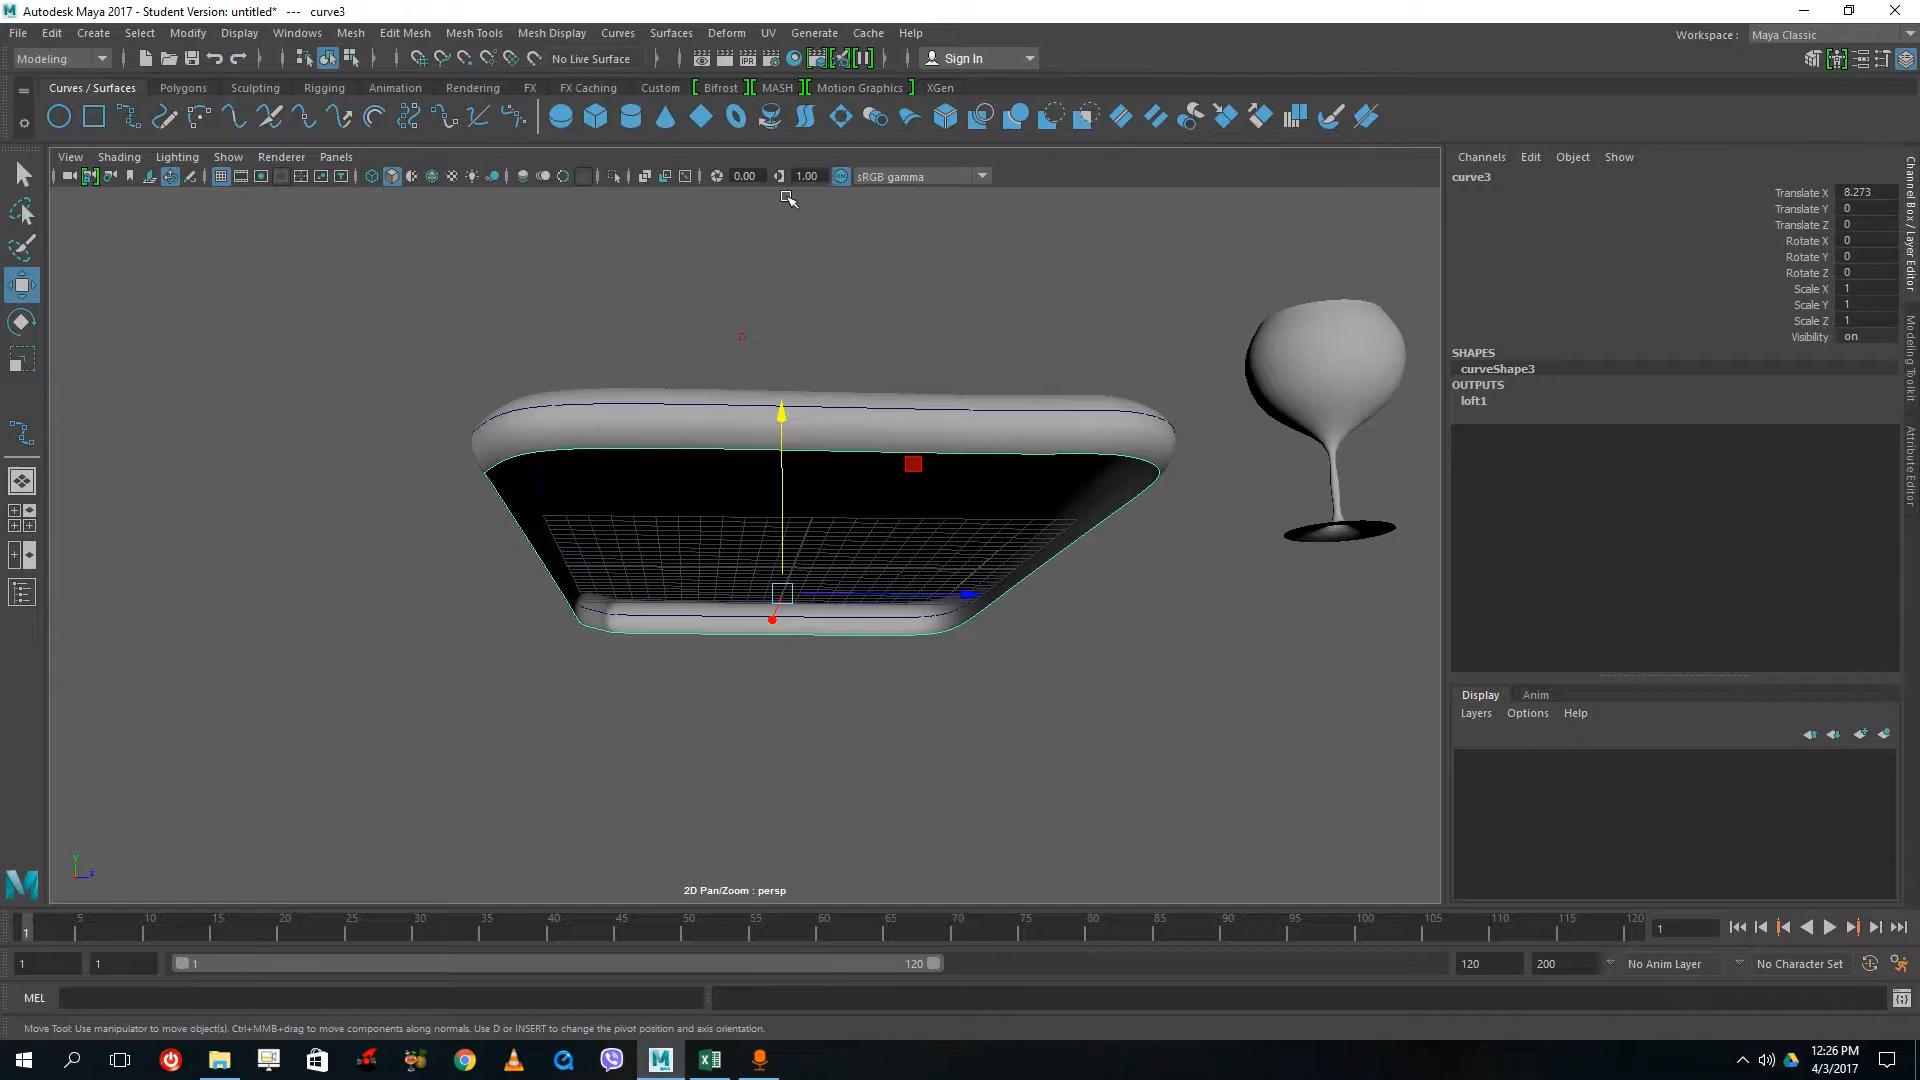 Autodesk Maya 2017 - Student Version: untitled*   ---   curve3
File Edit Create Select Modify Display Windows Mesh Edit Mesh Mesh Tools Mesh Display Curves Surfaces Deform UV Generate Cache Help
Workspace : Maya Classic
Modeling No Live Surface Sign In
Curves / Surfaces Polygons Sculpting Rigging Animation Rendering FX FX Caching Custom Bifrost MASH Motion Graphics XGen
View Shading Lighting Show Renderer Panels
0.00 1.00 sRGB gamma
Channels Edit Object Show
curve3
Translate X 8.273
Translate Y 0
Translate Z 0
Rotate X 0
Rotate Y 0
Rotate Z 0
Scale X 1
Scale Y 1
Scale Z 1
Visibility on
SHAPES
curveShape3
OUTPUTS
loft1
Channel Box / Layer Editor
Modeling Toolkit
Attribute Editor
Display Anim
Layers Options Help
y
z
2D Pan/Zoom : persp
5 10 15 20 25 30 35 40 45 50 55 60 65 70 75 80 85 90 95 100 105 110 115 120
1 1
1 1 1 120 120 200 No Anim Layer No Character Set
MEL
Move Tool: Use manipulator to move object(s). Ctrl+MMB+drag to move components along normals. Use D or INSERT to change the pivot position and axis orientation.
12:26 PM
4/3/2017